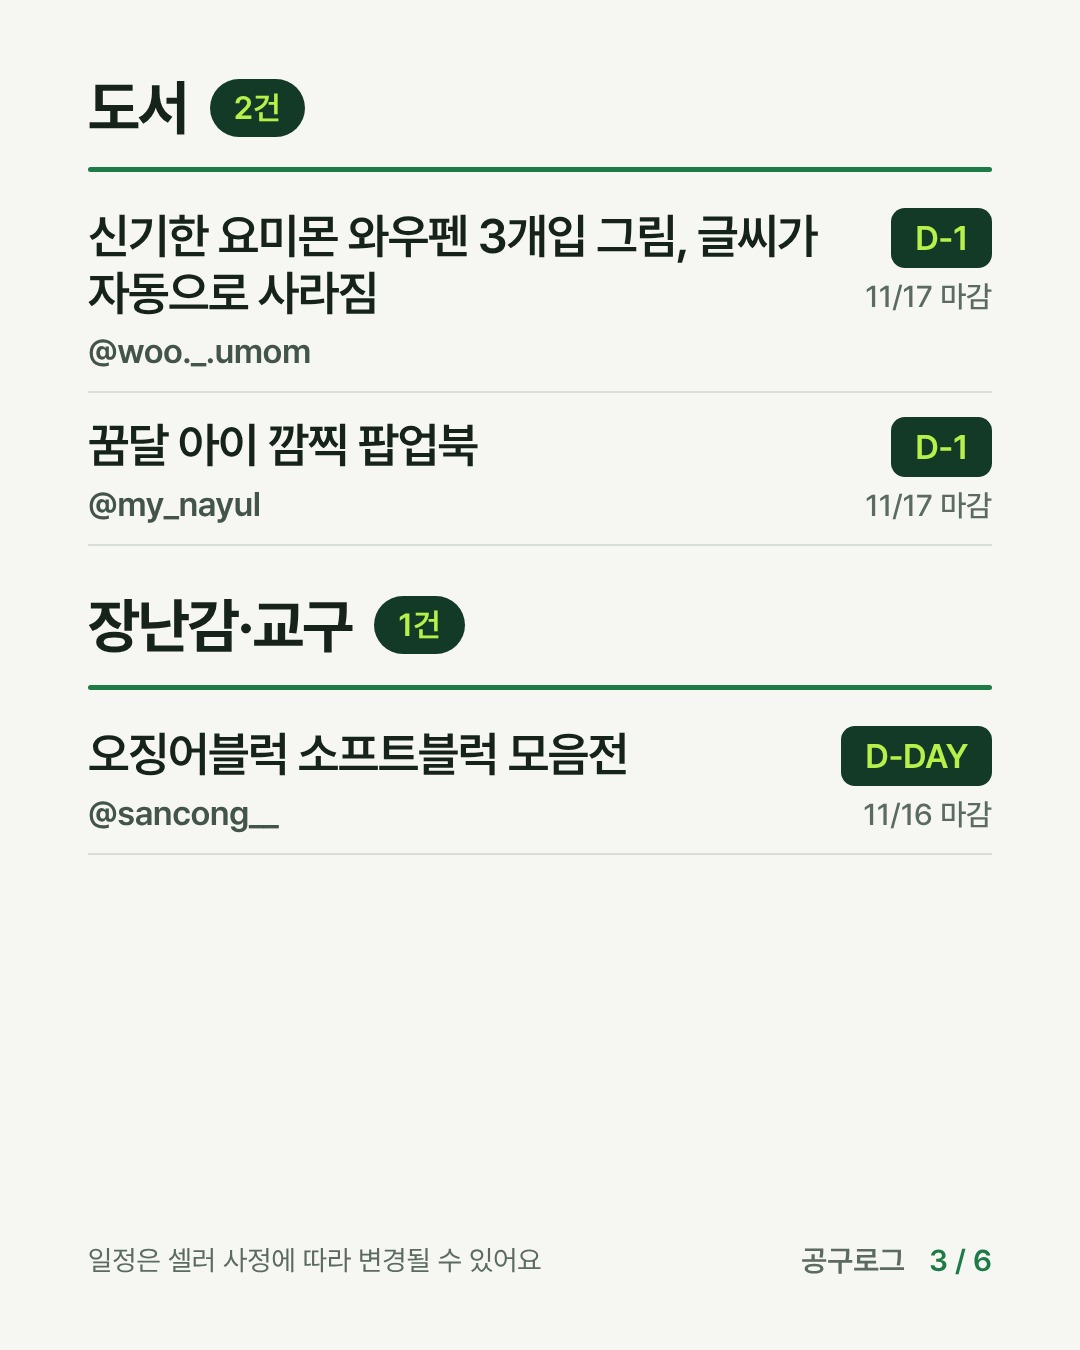 도서 2건
신기한 요미몬 와우펜 3개입 그림, 글씨가
자동으로 사라짐
D-1
11/17 마감
@woo._.umom
꿈달 아이 깜찍 팝업북
D-1
@my_nayul
11/17 마감
장난감·교구 1건
오징어블럭 소프트블럭 모음전
D-DAY
@sancong__
11/16 마감
일정은 셀러 사정에 따라 변경될 수 있어요
공구로그 3 / 6